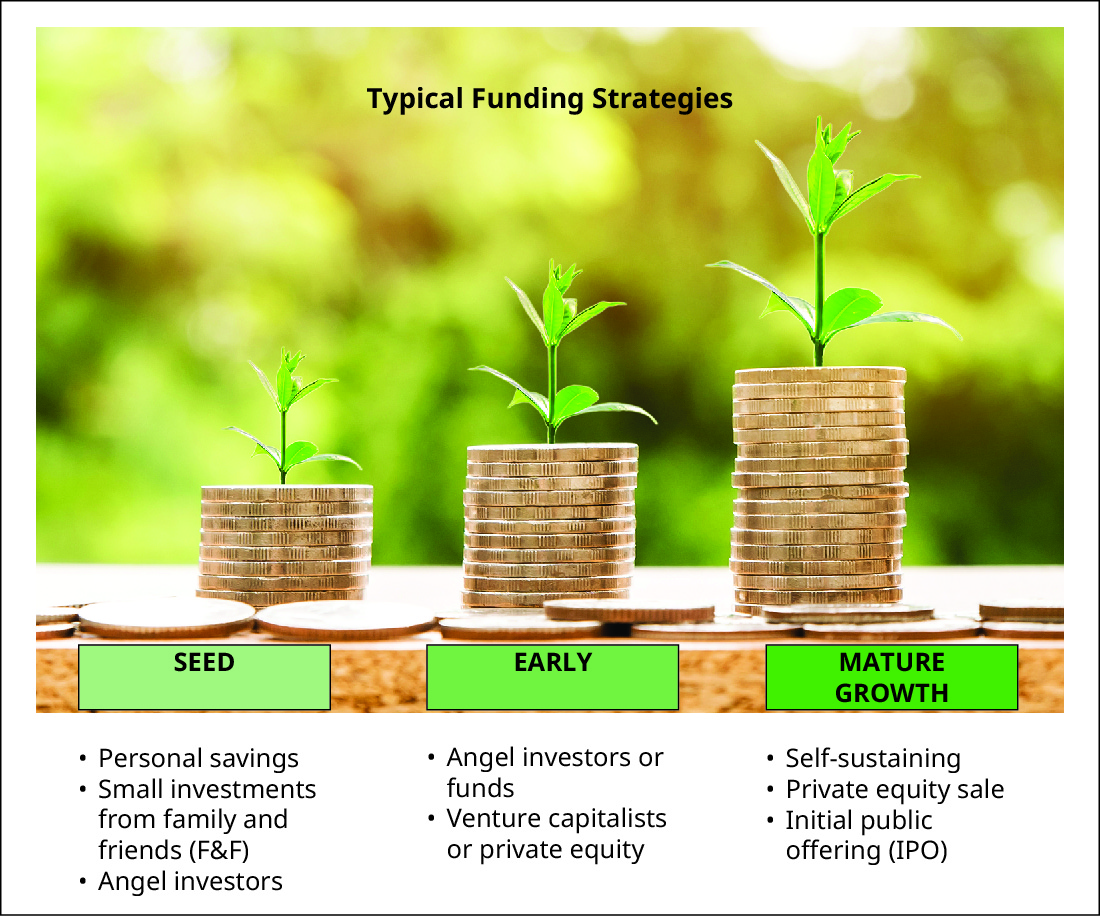 Typical Funding Strategies
SEED
• Personal savings
• Small investments
from family and
friends (F&F)
• Angel investors
EARLY
• Angel investors or
funds
• Venture capitalists
or private equity
MATURE
GROWTH
• Self-sustaining
• Private equity sale
• Initial public
offering (IPO)